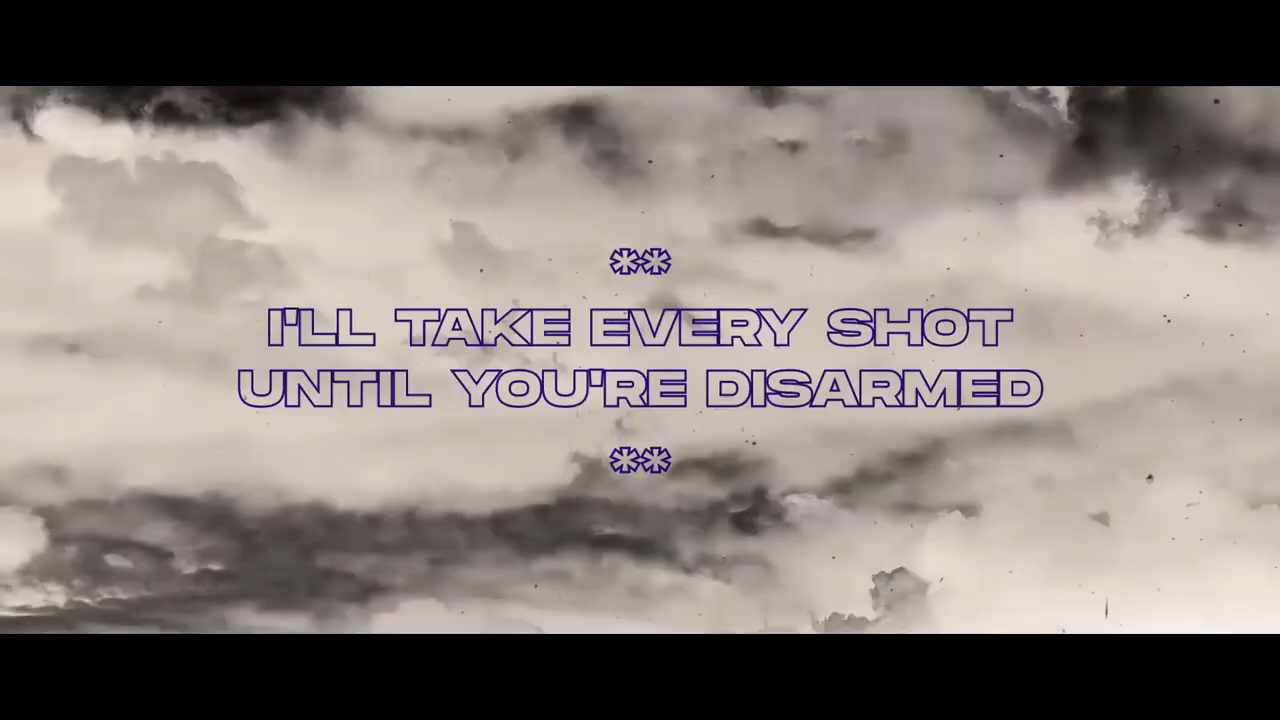 **
I'LL TAKE EVERY SHOT
UNTIL YOU'RE DISARMED
**